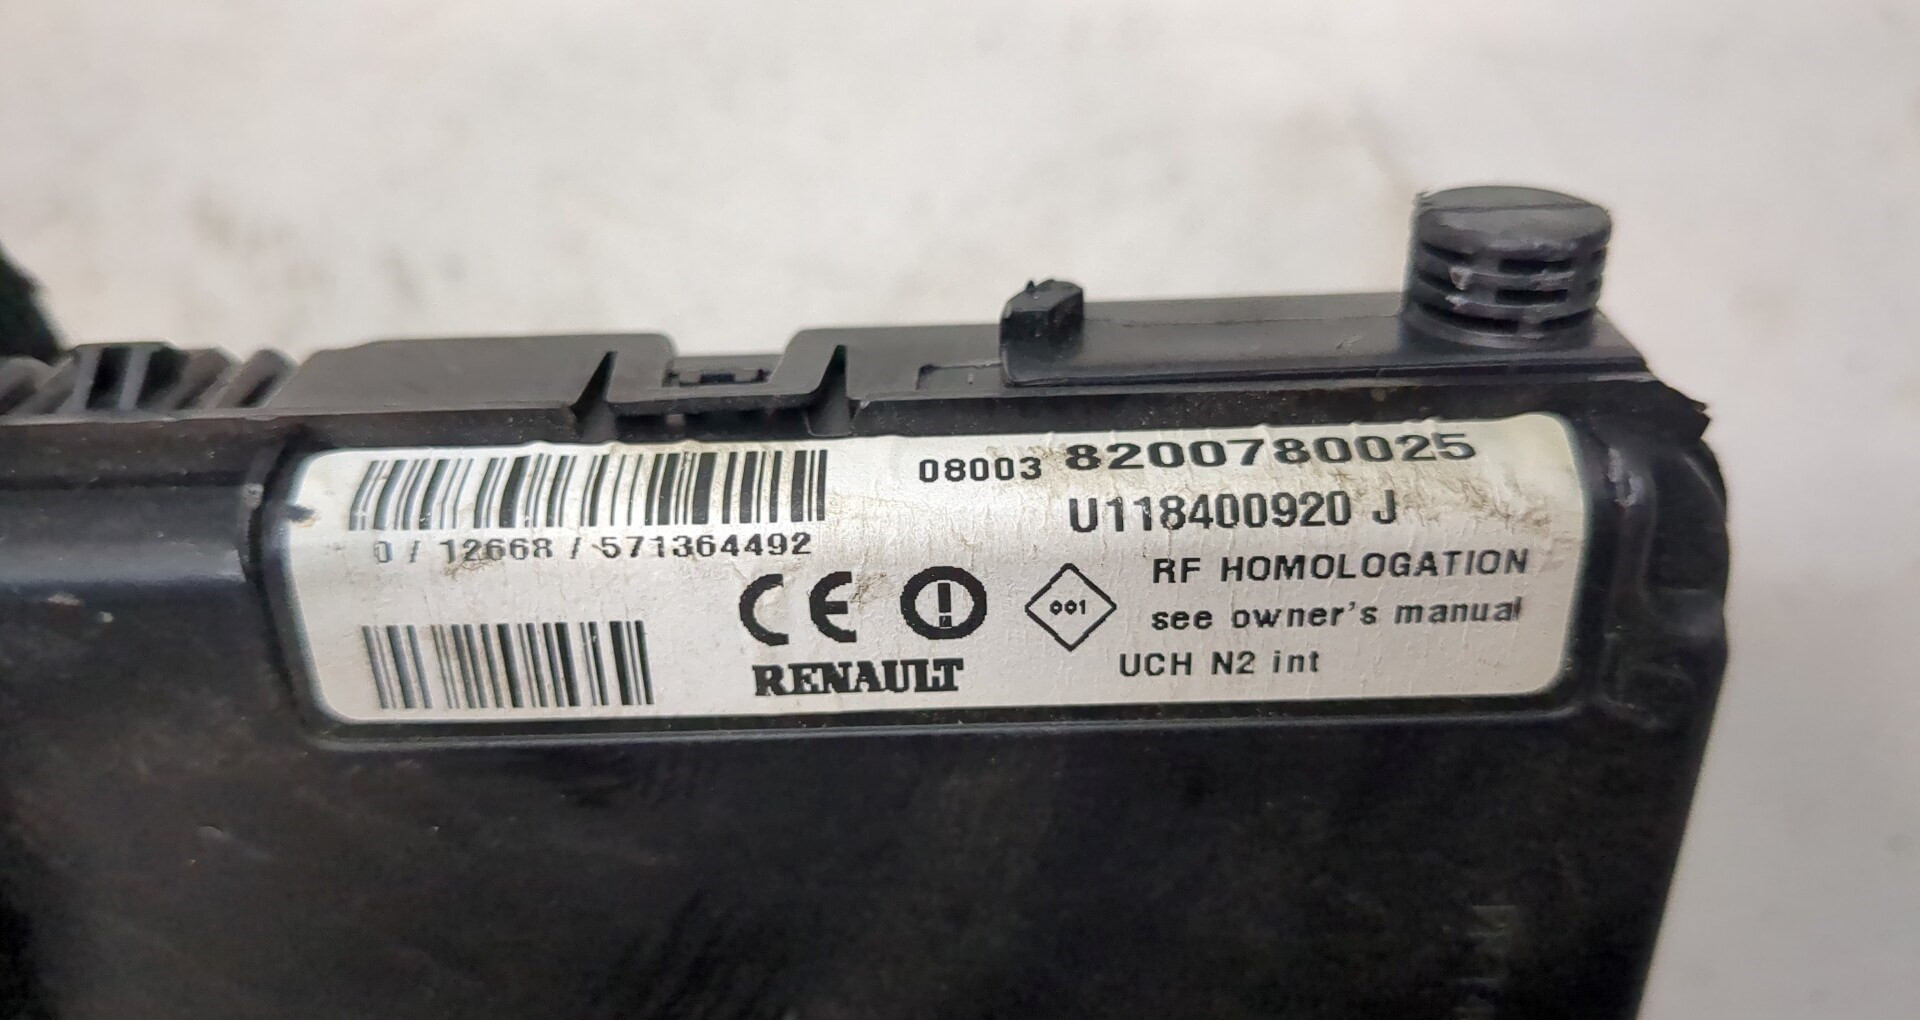 08003 8200780025
U118400920 J
0 / 12668 / 571364492
RF HOMOLOGATION
001
see owner's manual
RENAULT
UCH N2 int